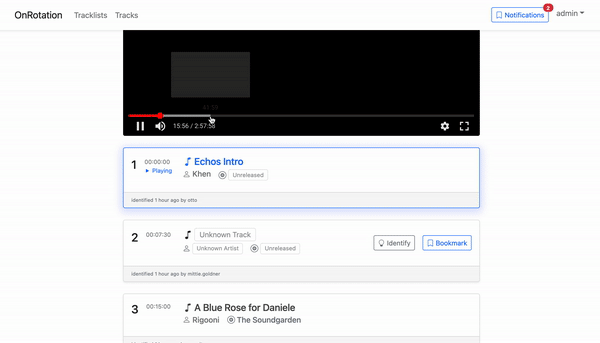 OnRotation Tracklists Tracks Notifications 2 admin
41:55
15:56 / 2:57:58
1 00:00:00 Echos Intro
Playing Khen Unreleased
identified 1 hour ago by otto
2 00:07:30 Unknown Track
Unknown Artist Unreleased Identify Bookmark
identified 1 hour ago by mittie.goldner
3 00:15:00 A Blue Rose for Daniele
Rigooni The Soundgarden